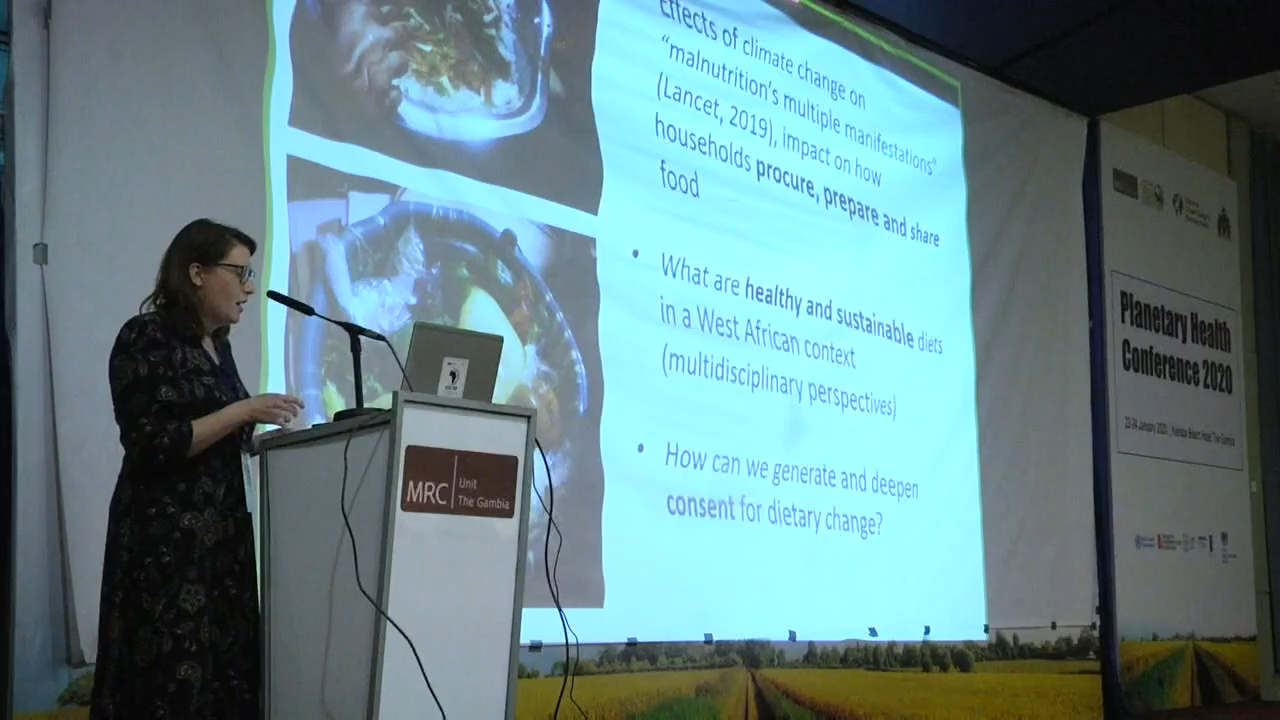 Effects of climate change on
"malnutrition's multiple manifestations"
(Lancet, 2019), impact on how
households procure, prepare and share
food
• What are healthy and sustainable diets
in a West African context
(multidisciplinary perspectives)
• How can we generate and deepen
consent for dietary change?
MRC
Unit
The Gambia
Planetary Health
Conference 2020